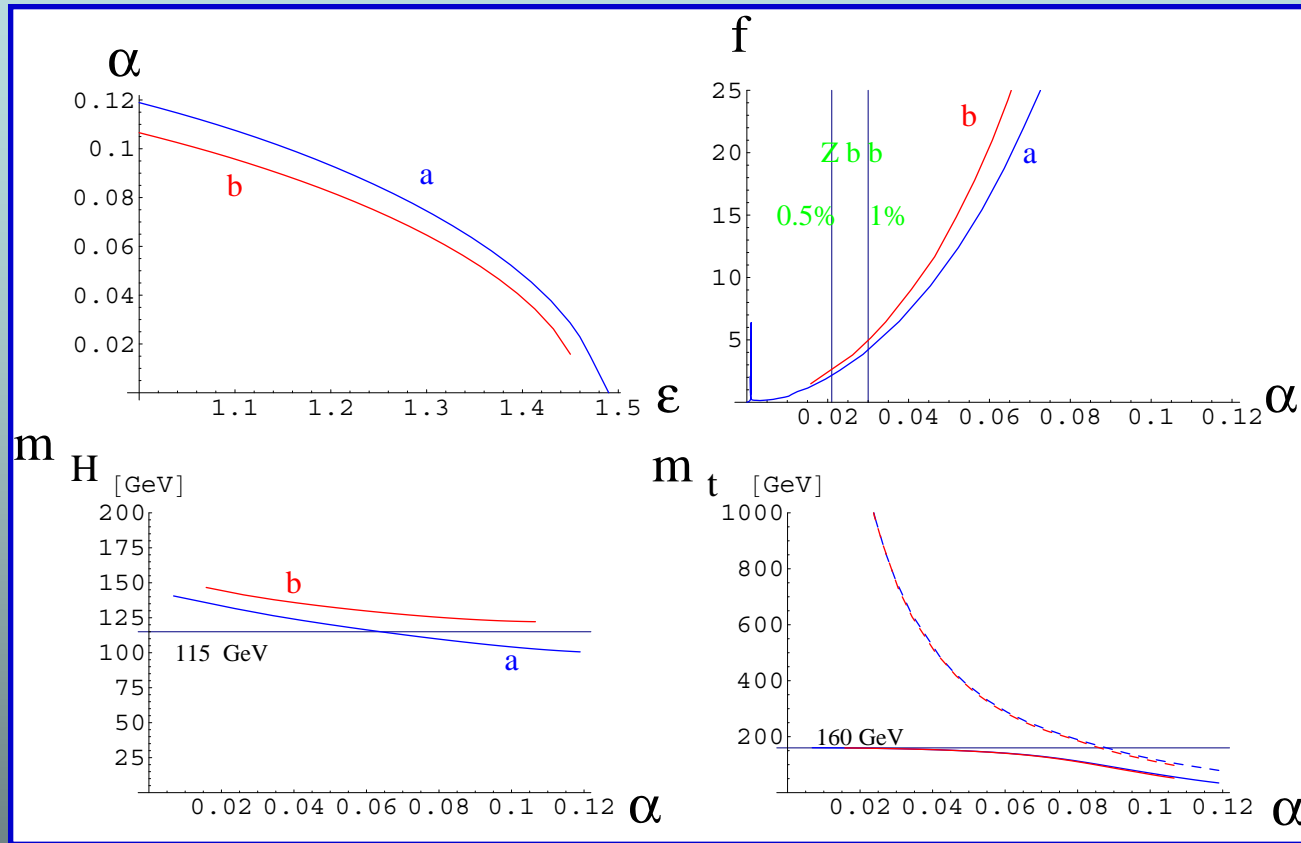 α
0.12
0.1
0.08
0.06
0.04
0.02
a
b
1.1 1.2 1.3 1.4 1.5 ε
f
25
20
15
10
5
b
a
Z b b
0.5% 1%
0.02 0.04 0.06 0.08 0.1 0.12 α
m H [GeV]
200
175
150
125
100
75
50
25
b
a
115 GeV
0.02 0.04 0.06 0.08 0.1 0.12 α
m t [GeV]
1000
800
600
400
200
160 GeV
0.02 0.04 0.06 0.08 0.1 0.12 α